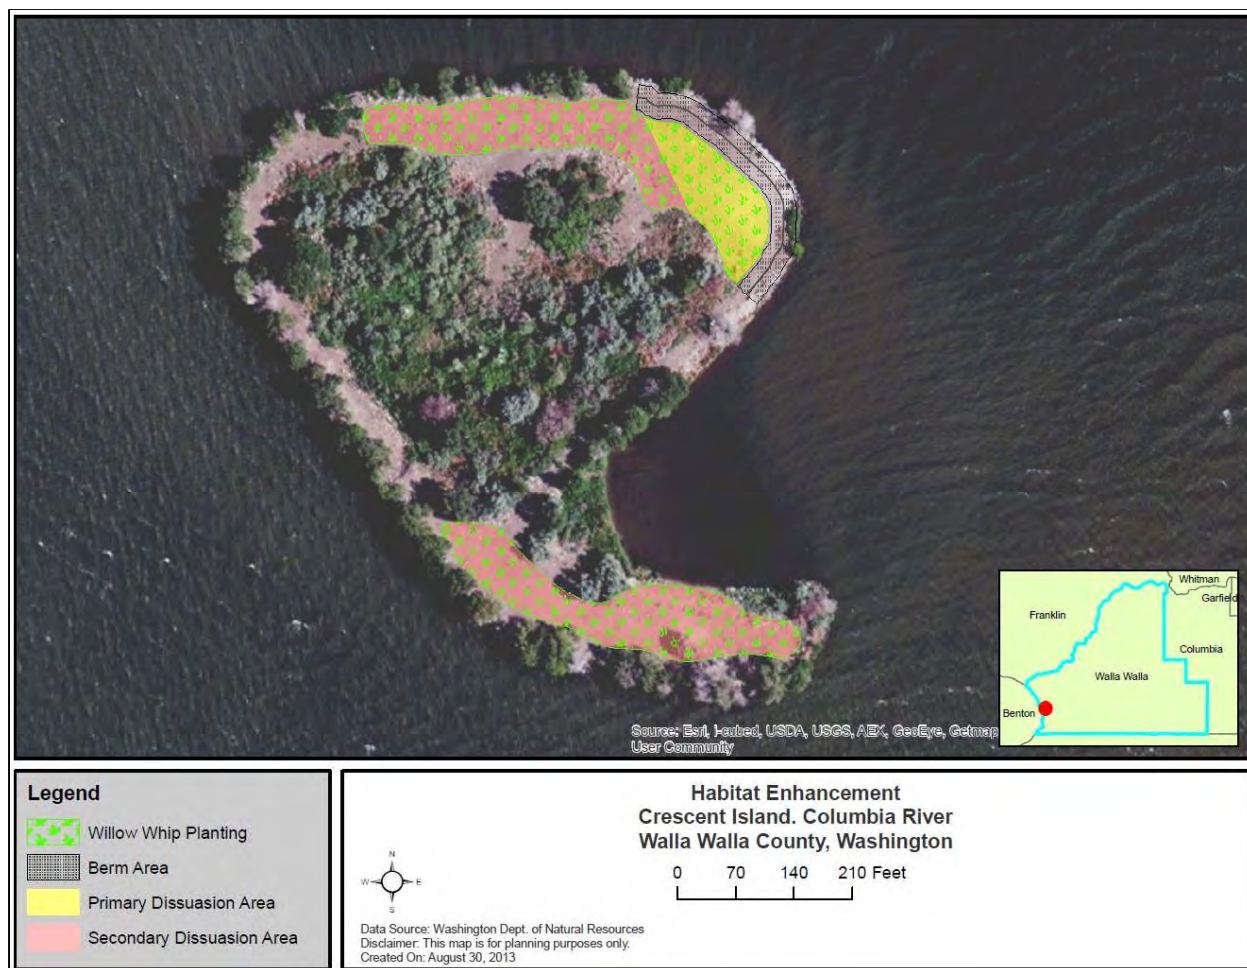 Source: Esri, i-cubed, USDA, USGS, AEX, GeoEye, Getmap
User Community
Whitman
Garfield
Franklin
Columbia
Walla Walla
Benton
Legend
Willow Whip Planting
Berm Area
Primary Dissuasion Area
Secondary Dissuasion Area
Habitat Enhancement
Crescent Island. Columbia River
Walla Walla County, Washington
0 70 140 210 Feet
N
W E
S
Data Source: Washington Dept. of Natural Resources
Disclaimer: This map is for planning purposes only.
Created On: August 30, 2013